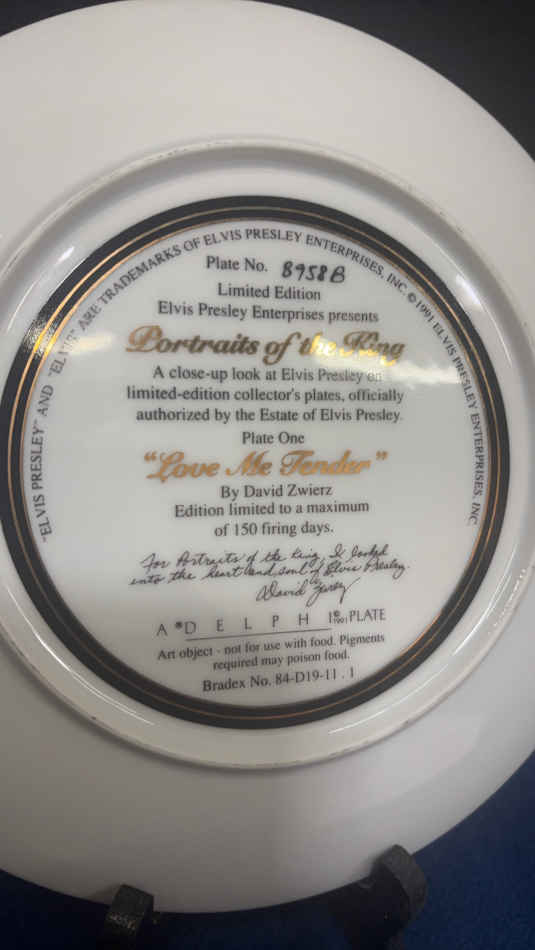 "ELVIS PRESLEY" AND "ELVIS" ARE TRADEMARKS OF ELVIS PRESLEY ENTERPRISES, INC © 1991 ELVIS PRESLEY ENTERPRISES, INC
Plate No. 8958B
Limited Edition
Elvis Presley Enterprises presents
Portraits of the King
A close-up look at Elvis Presley on
limited-edition collector's plates, officially
authorized by the Estate of Elvis Presley.
Plate One
"Love Me Tender"
By David Zwierz
Edition limited to a maximum
of 150 firing days.
For Portraits of the King, I looked
into the heart and soul of Elvis Presley.
David Zwierz
A ®D E L P H I © 1991 PLATE
Art object - not for use with food. Pigments
required may poison food.
Bradex No. 84-D19-11 . 1